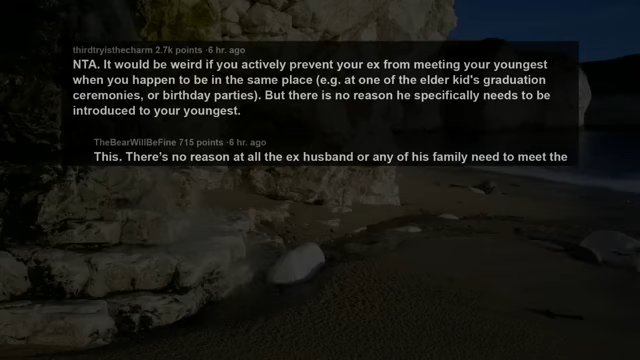 thirdtryisthecharm 2.7k points ·6 hr. ago
NTA. It would be weird if you actively prevent your ex from meeting your youngest
when you happen to be in the same place (e.g. at one of the elder kid's graduation
ceremonies, or birthday parties). But there is no reason he specifically needs to be
introduced to your youngest.
TheBearWillBeFine 715 points ·6 hr. ago
This. There's no reason at all the ex husband or any of his family need to meet the